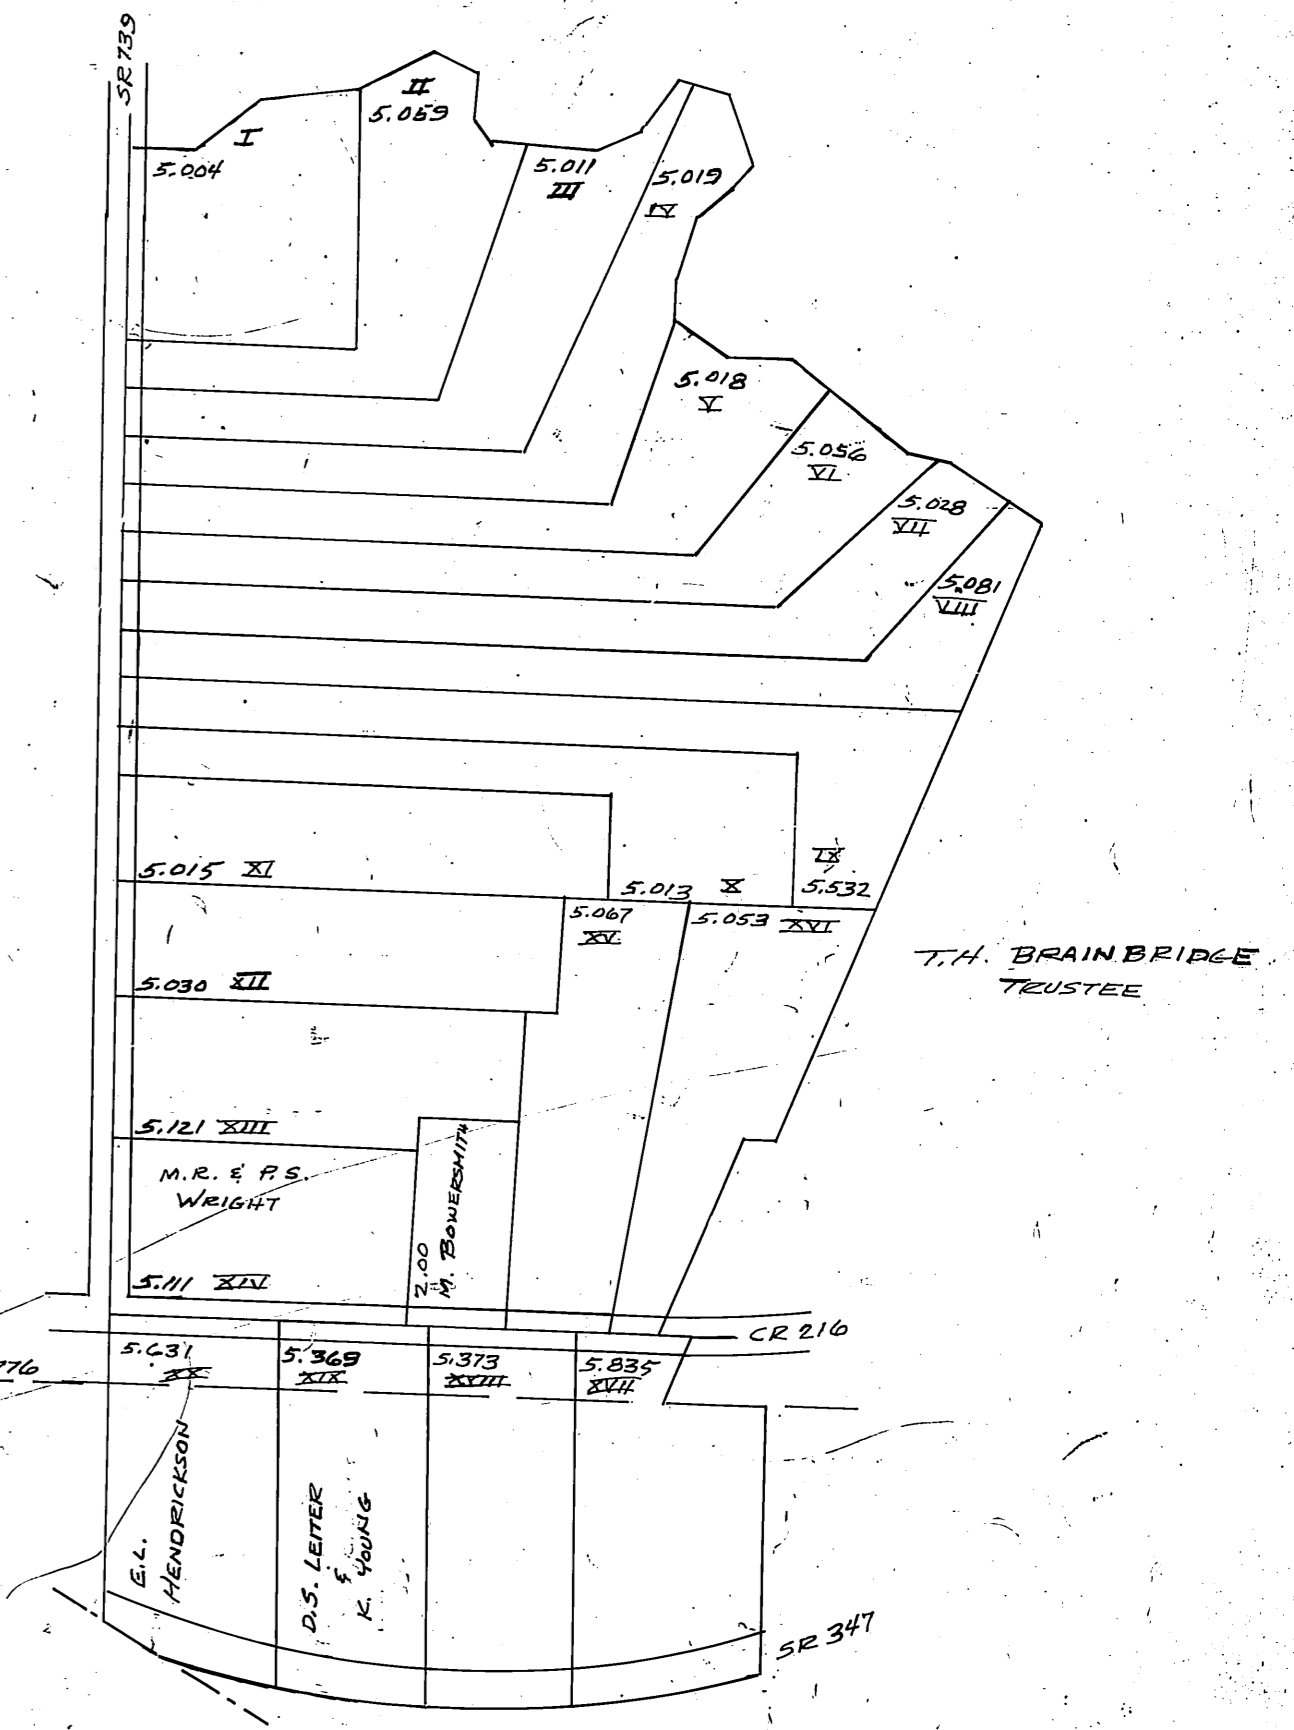 SR 739
I
5.004
II
5.059
5.011
III
5.019
IV
5.018
V
5.056
VI
5.028
VII
5.081
VIII
IX
5.532
5.013 X
5.015 XI
5.067
XV
5.053 XVI
T.H. BRAINBRIDGE
TRUSTEE
5.030 XII
5.121 XIII
M.R. & P.S.
WRIGHT
2.00
M. BOWERSMITH
5.111 XIV
CR 216
776
5.631
XX
5.369
XIX
5.373
XVIII
5.835
XVII
E.L.
HENDRICKSON
D.S. LEITER
&
K. YOUNG
SR 347